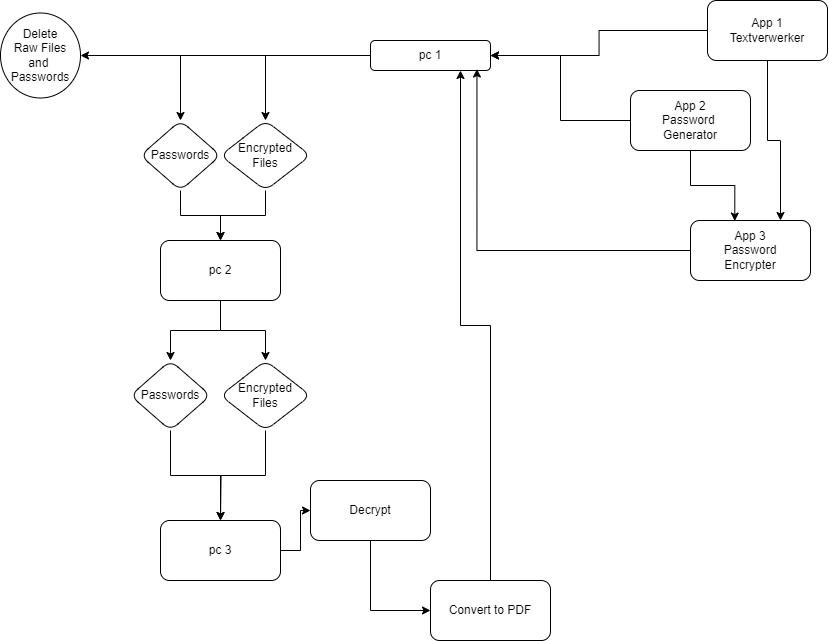 Delete
Raw Files
and
Passwords
pc 1
App 1
Textverwerker
App 2
Password
Generator
Passwords
Encrypted
Files
App 3
Password
Encrypter
pc 2
Passwords
Encrypted
Files
Decrypt
pc 3
Convert to PDF